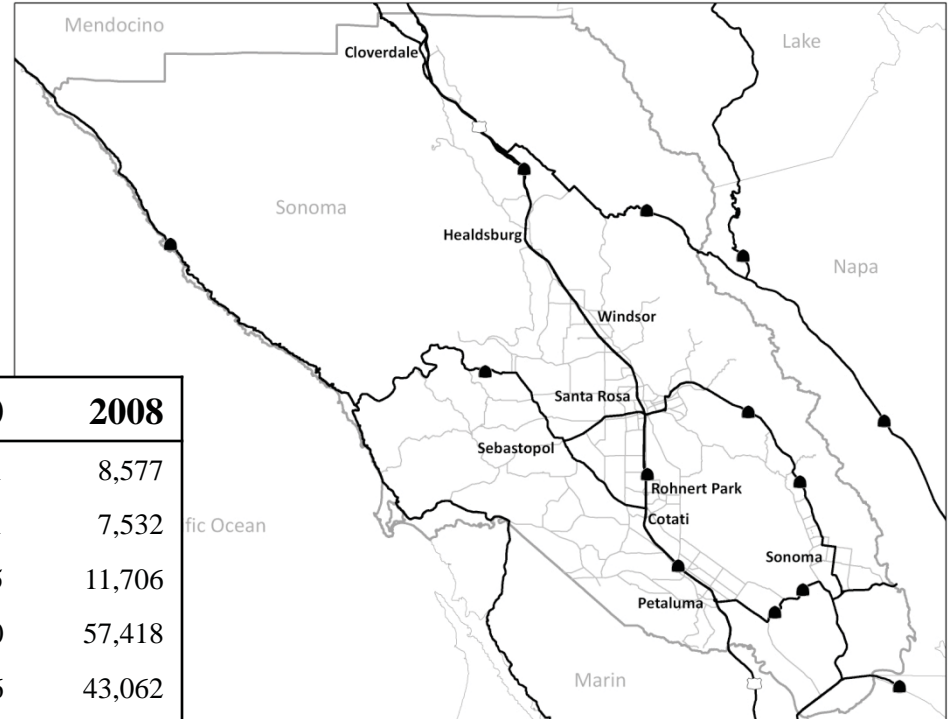 Mendocino
Lake
Cloverdale
Sonoma
Healdsburg
Napa
Windsor
Santa Rosa
Sebastopol
Rohnert Park
Cotati
Sonoma
Petaluma
Marin
2008
8,577
7,532
fic Ocean
11,706
57,418
43,062